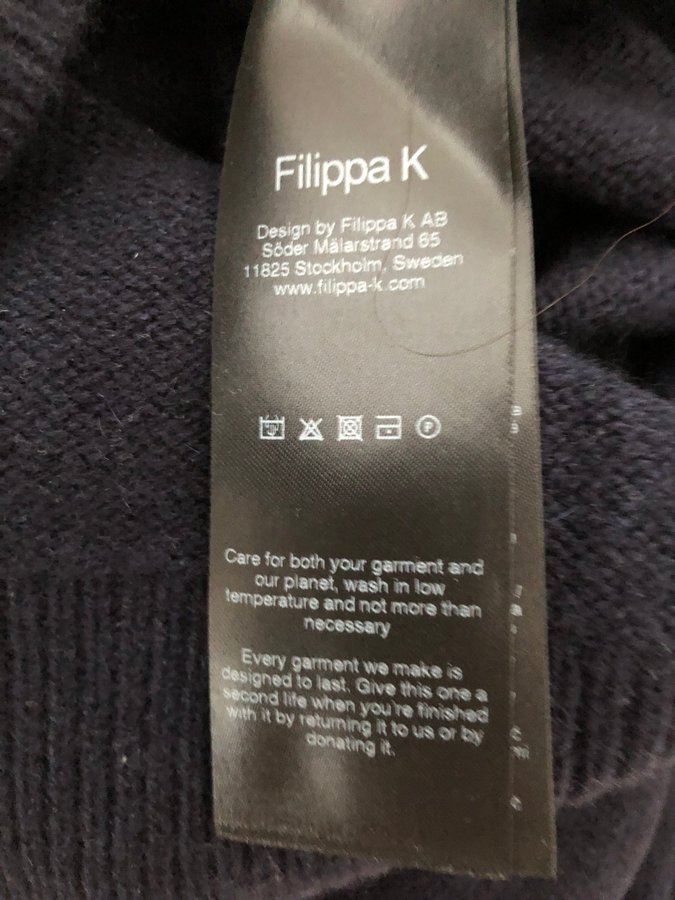 Filippa K
Design by Filippa K AB
Söder Mälarstrand 65
11825 Stockholm, Sweden
www.filippa-k.com
P
Care for both your garment and
our planet, wash in low
temperature and not more than
necessary
Every garment we make is
designed to last. Give this one a
second life when you're finished
with it by returning it to us or by
donating it.